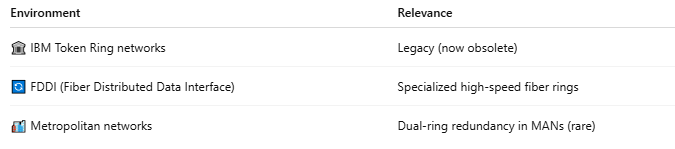 Environment Relevance
IBM Token Ring networks Legacy (now obsolete)
FDDI (Fiber Distributed Data Interface) Specialized high-speed fiber rings
Metropolitan networks Dual-ring redundancy in MANs (rare)